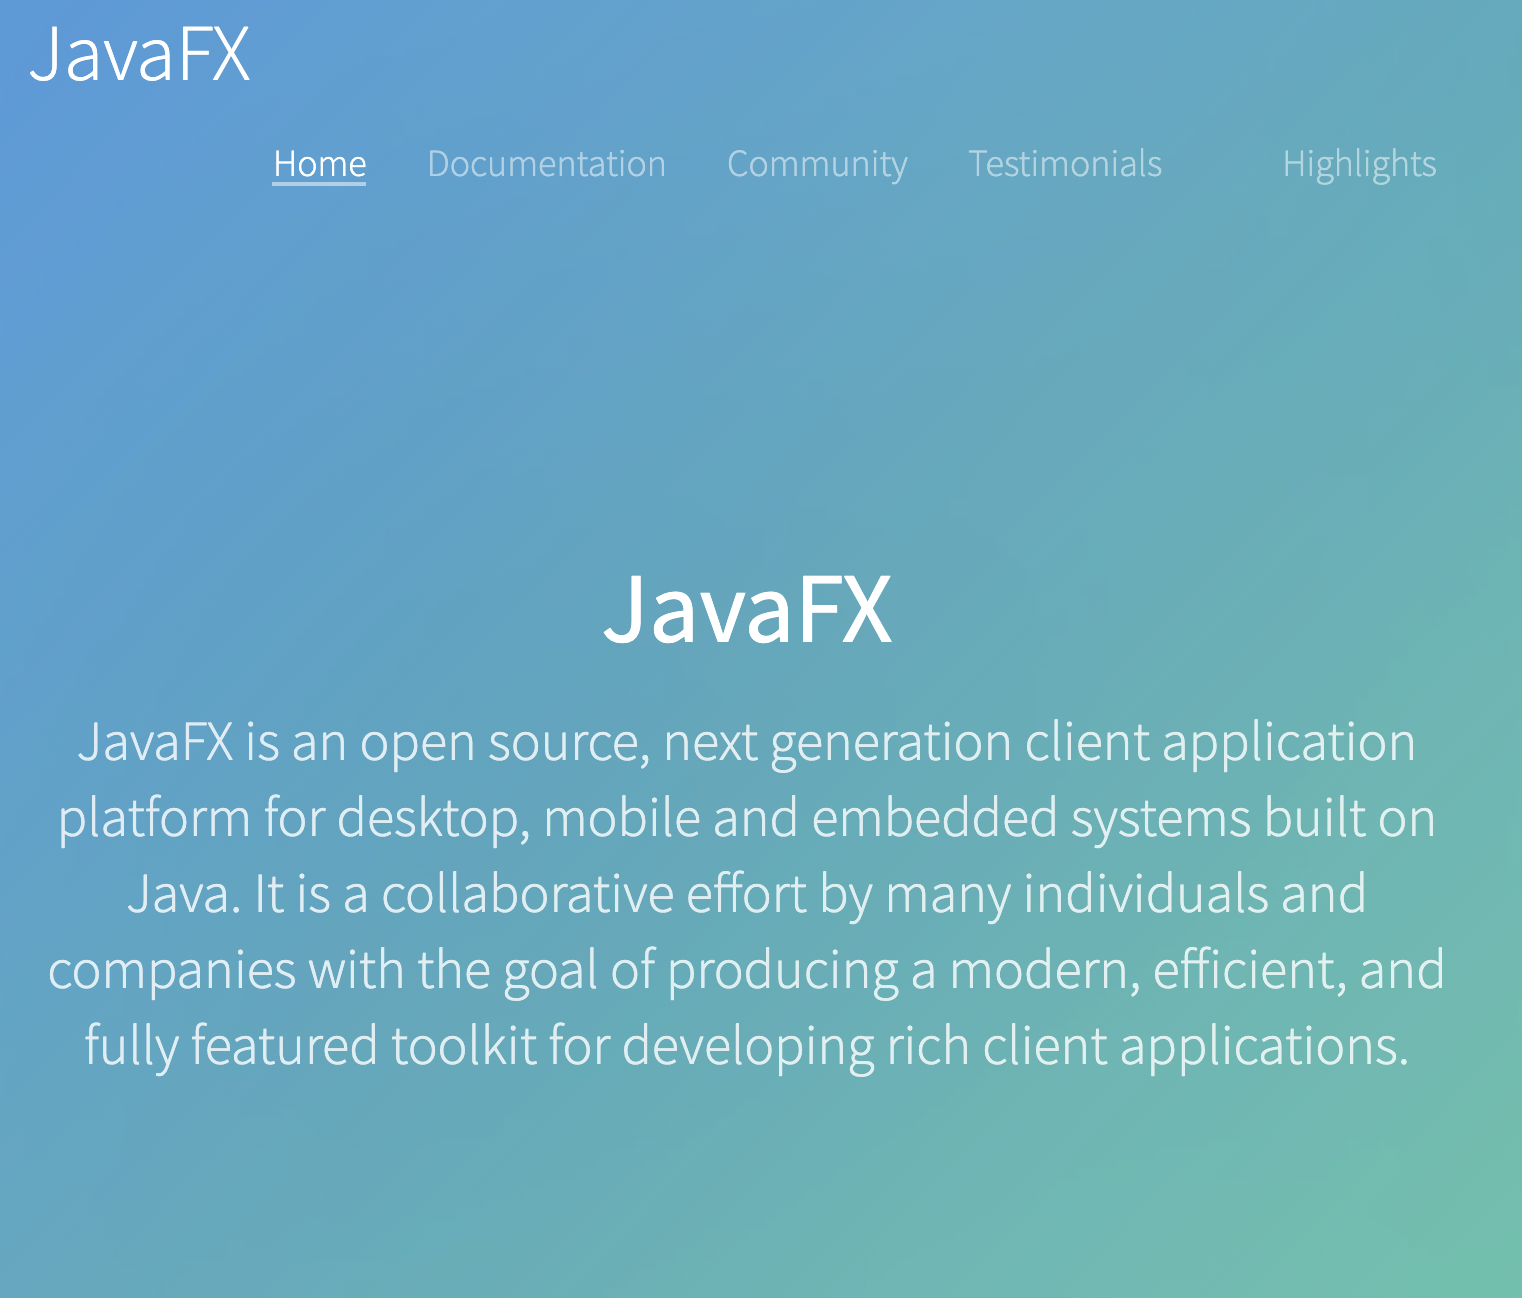 JavaFX
Home Documentation Community Testimonials Highlights
JavaFX
JavaFX is an open source, next generation client application
platform for desktop, mobile and embedded systems built on
Java. It is a collaborative effort by many individuals and
companies with the goal of producing a modern, efficient, and
fully featured toolkit for developing rich client applications.